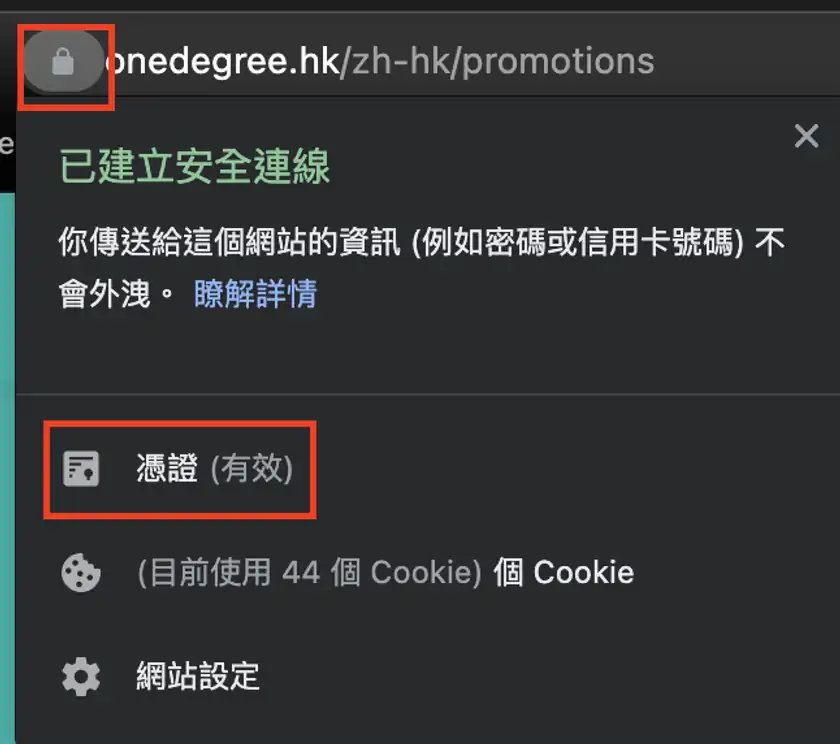 onedegree.hk/zh-hk/promotions
e
已建立安全連線
你傳送給這個網站的資訊 (例如密碼或信用卡號碼) 不
會外洩。 瞭解詳情
憑證 (有效)
(目前使用 44 個 Cookie) 個 Cookie
網站設定